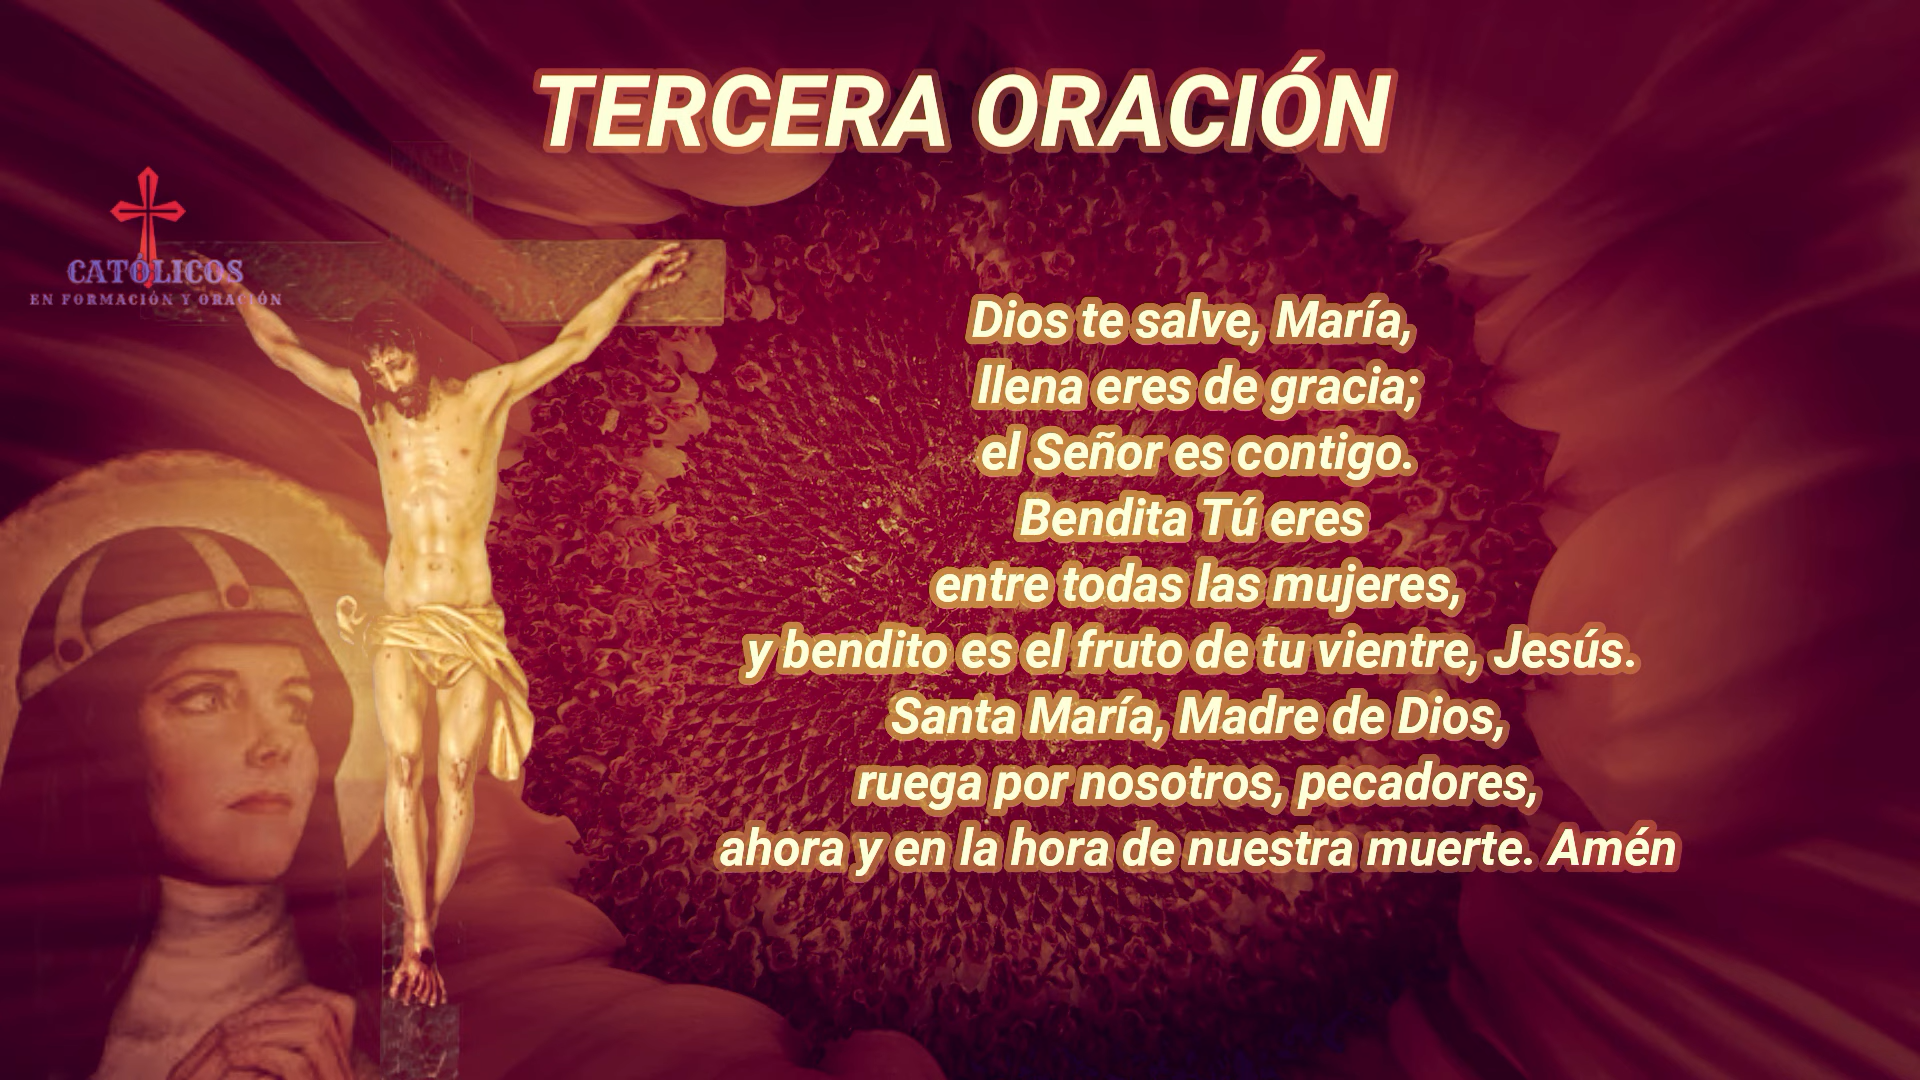 TERCERA ORACIÓN
CATÓLICOS
EN FORMACIÓN Y ORACIÓN
Dios te salve, María,
llena eres de gracia;
el Señor es contigo.
Bendita Tú eres
entre todas las mujeres,
y bendito es el fruto de tu vientre, Jesús.
Santa María, Madre de Dios,
ruega por nosotros, pecadores,
ahora y en la hora de nuestra muerte. Amén